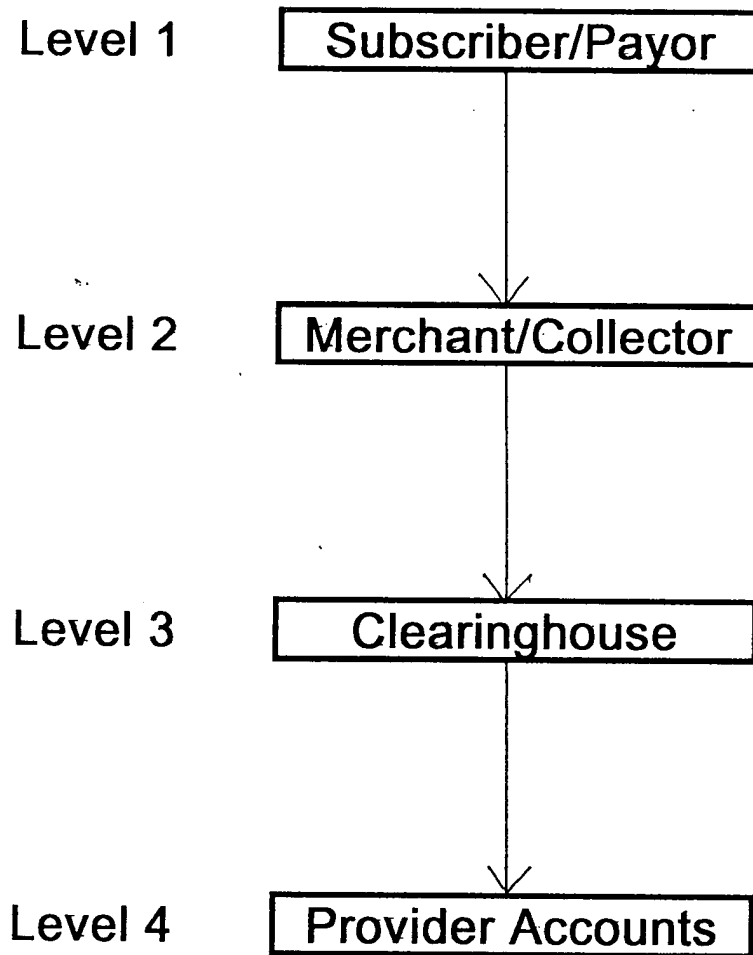 Level 1 Subscriber/Payor
Level 2 Merchant/Collector
Level 3 Clearinghouse
Level 4 Provider Accounts